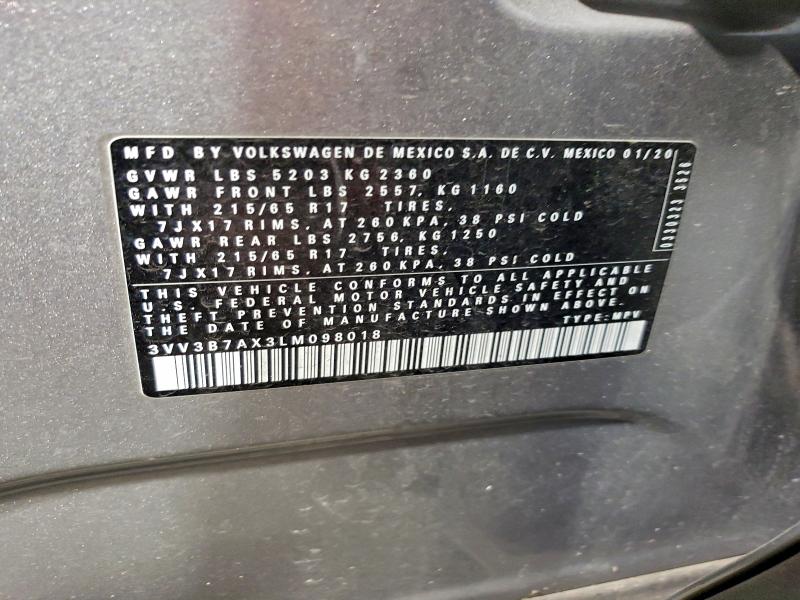 MFD BY VOLKSWAGEN DE MEXICO S.A. DE C.V. MEXICO 01/20
GVWR LBS 5203 KG 2360
GAWR FRONT LBS 2557, KG 1160
WITH 215/65 R17 TIRES,
7JX17 RIMS, AT 260 KPA, 38 PSI COLD
GAWR REAR LBS 2756, KG 1250
WITH 215/65 R17 TIRES,
7JX17 RIMS, AT 260 KPA, 38 PSI COLD
THIS VEHICLE CONFORMS TO ALL APPLICABLE
U.S. FEDERAL MOTOR VEHICLE SAFETY AND
THEFT PREVENTION STANDARDS IN EFFECT ON
THE DATE OF MANUFACTURE SHOWN ABOVE.
TYPE: MPV
3VV3B7AX3LM098018